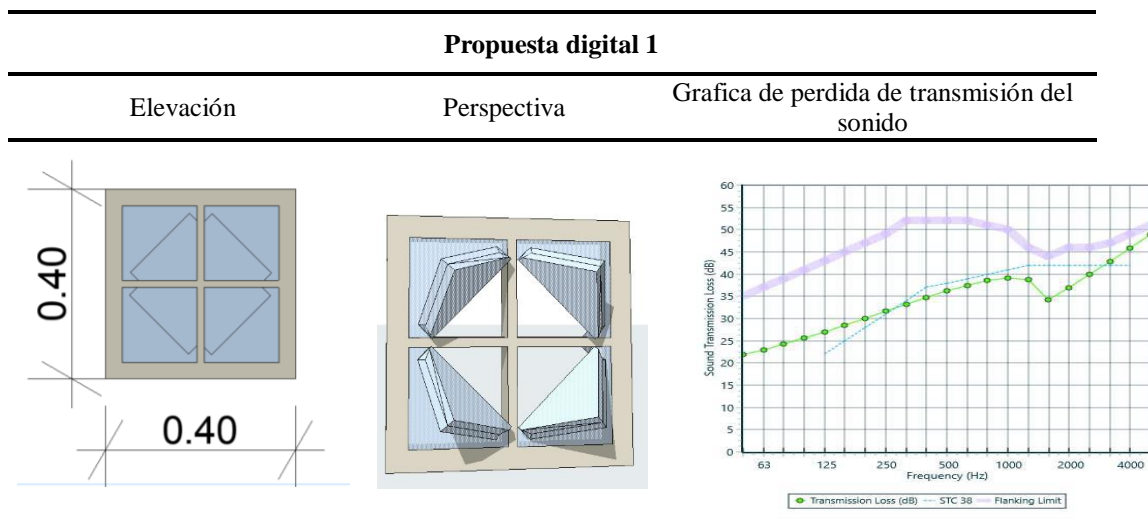 Propuesta digital 1
Elevación
Perspectiva
Grafica de perdida de transmisión del
sonido
0.40
0.40
60
55
50
45
40
35
30
25
20
15
10
5
0
Sound Transmission Loss (dB)
63 125 250 500 1000 2000 4000
Frequency (Hz)
Transmission Loss (dB) STC 38 Flanking Limit